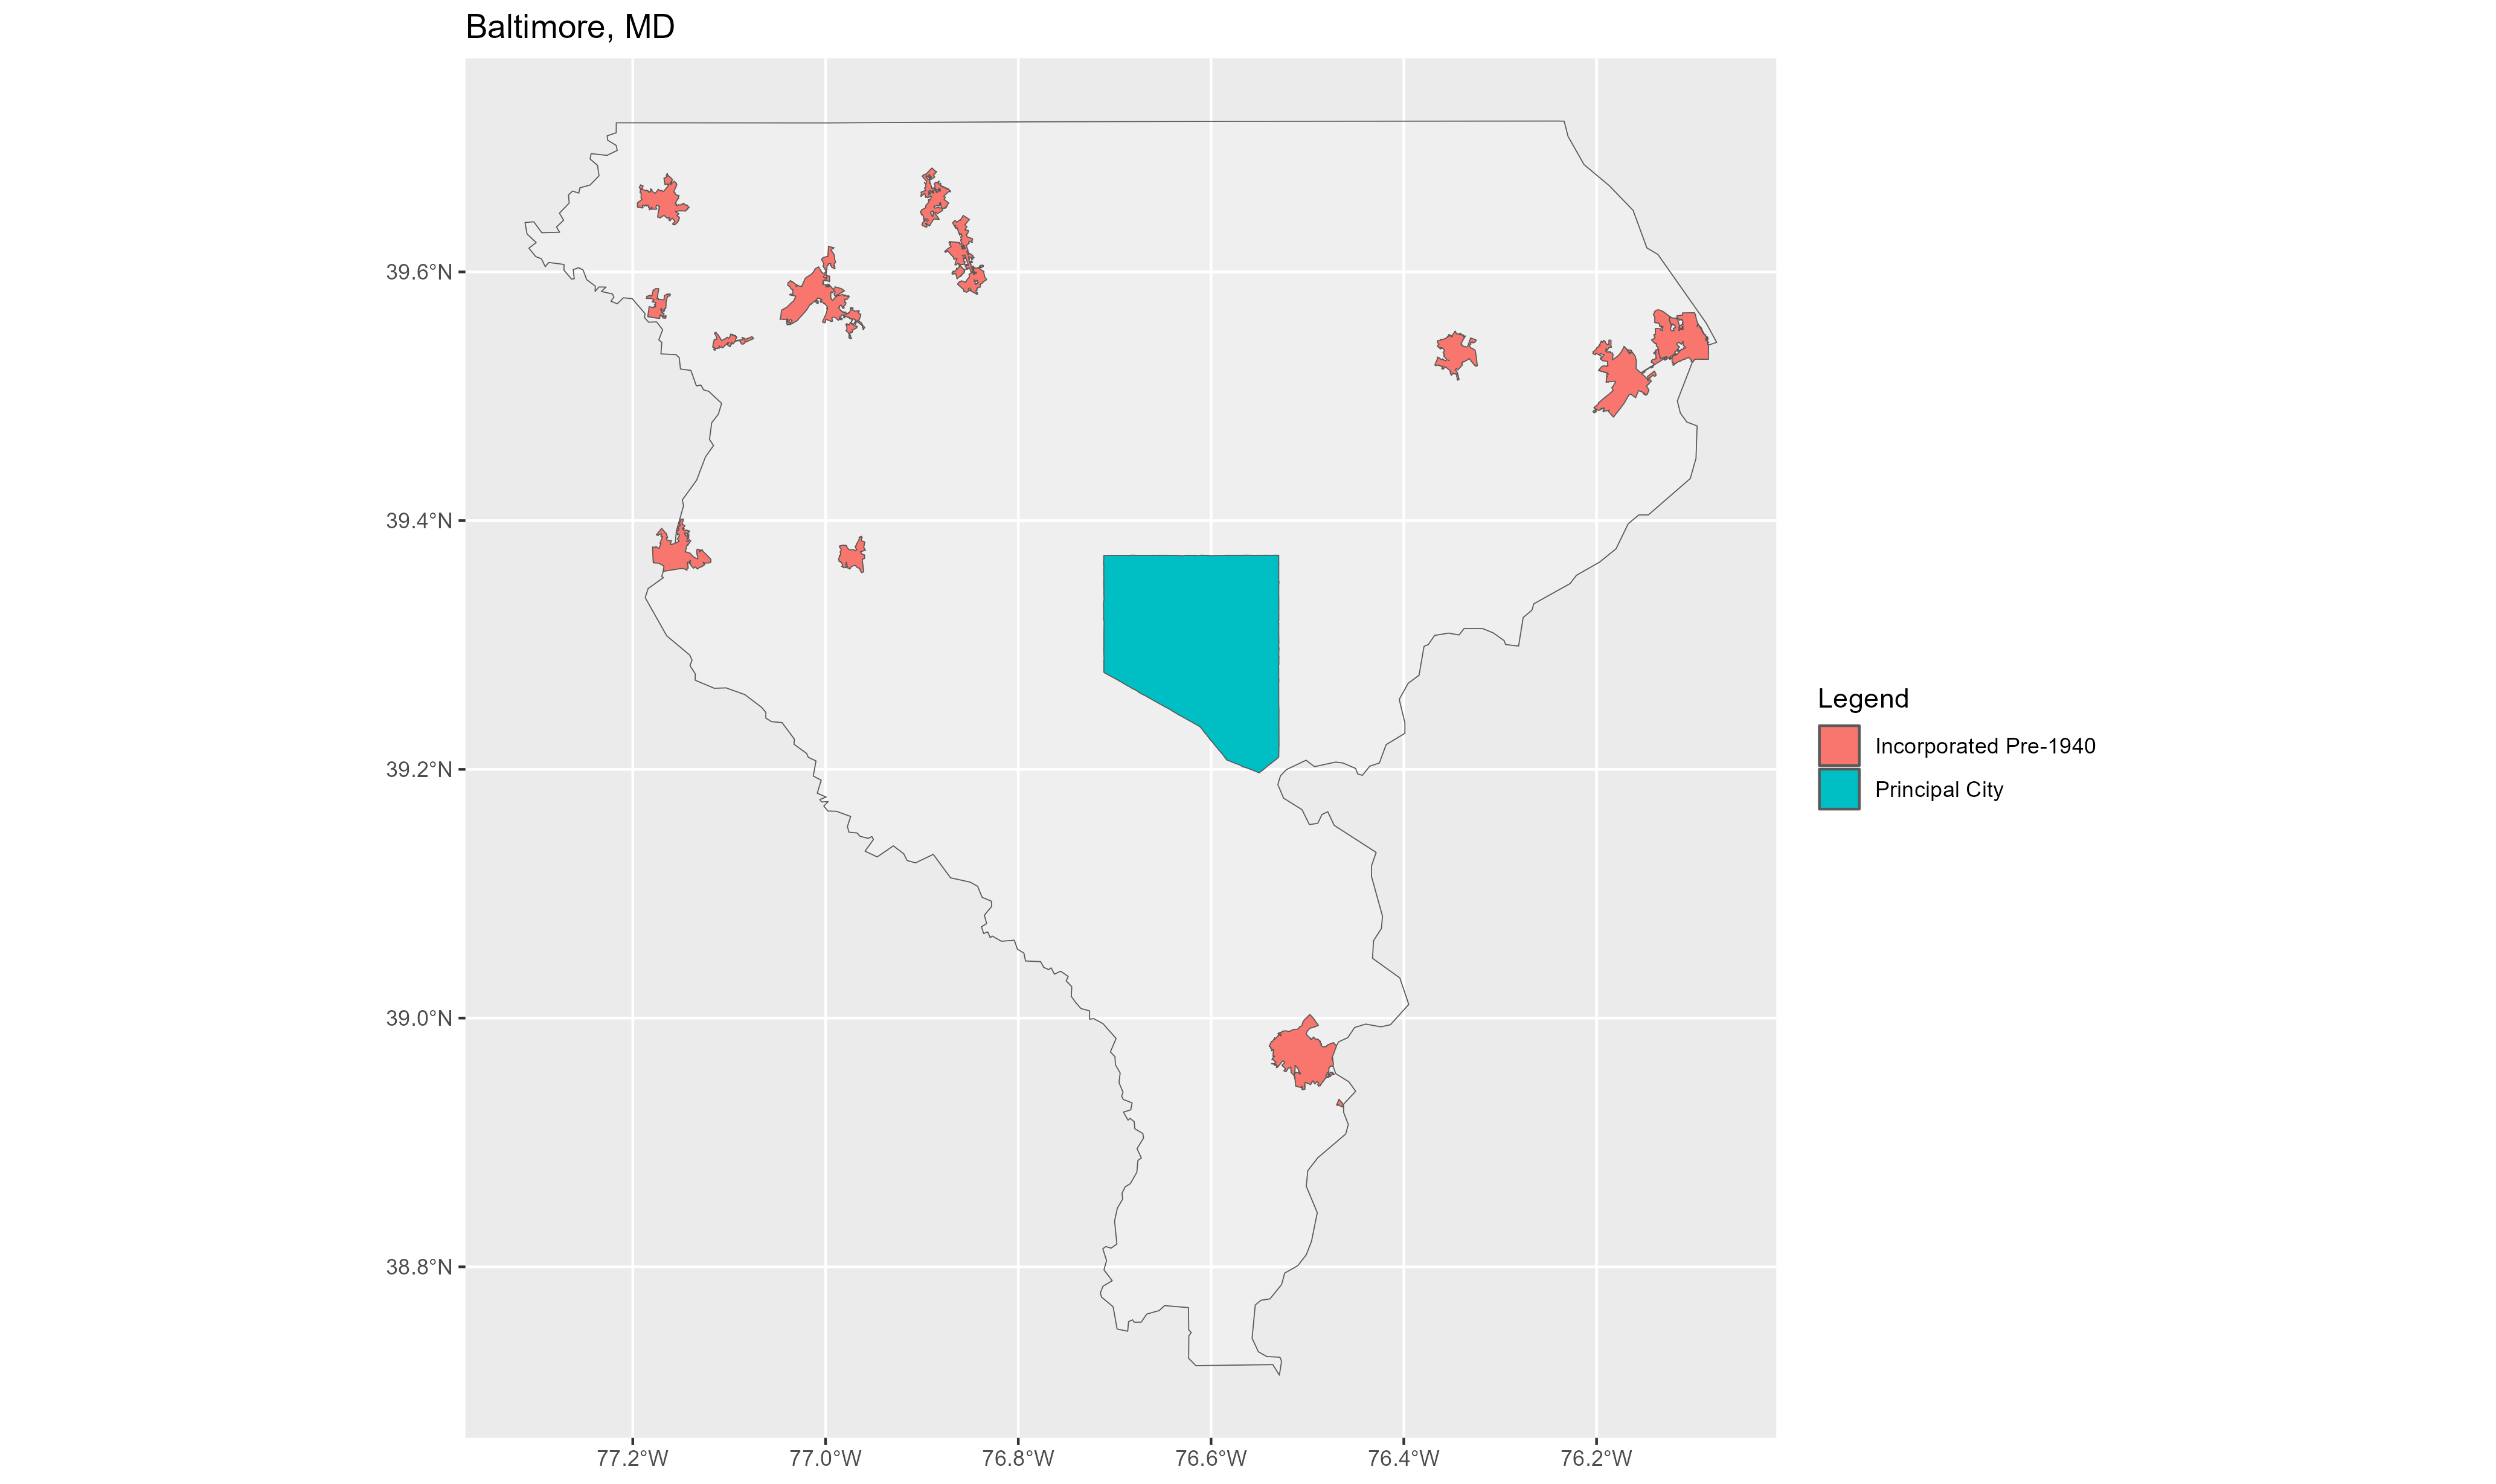 Baltimore, MD
39.6°N
39.4°N
39.2°N
39.0°N
38.8°N
77.2°W
77.0°W
76.8°W
76.6°W
76.4°W
76.2°W
Legend
Incorporated Pre-1940
Principal City